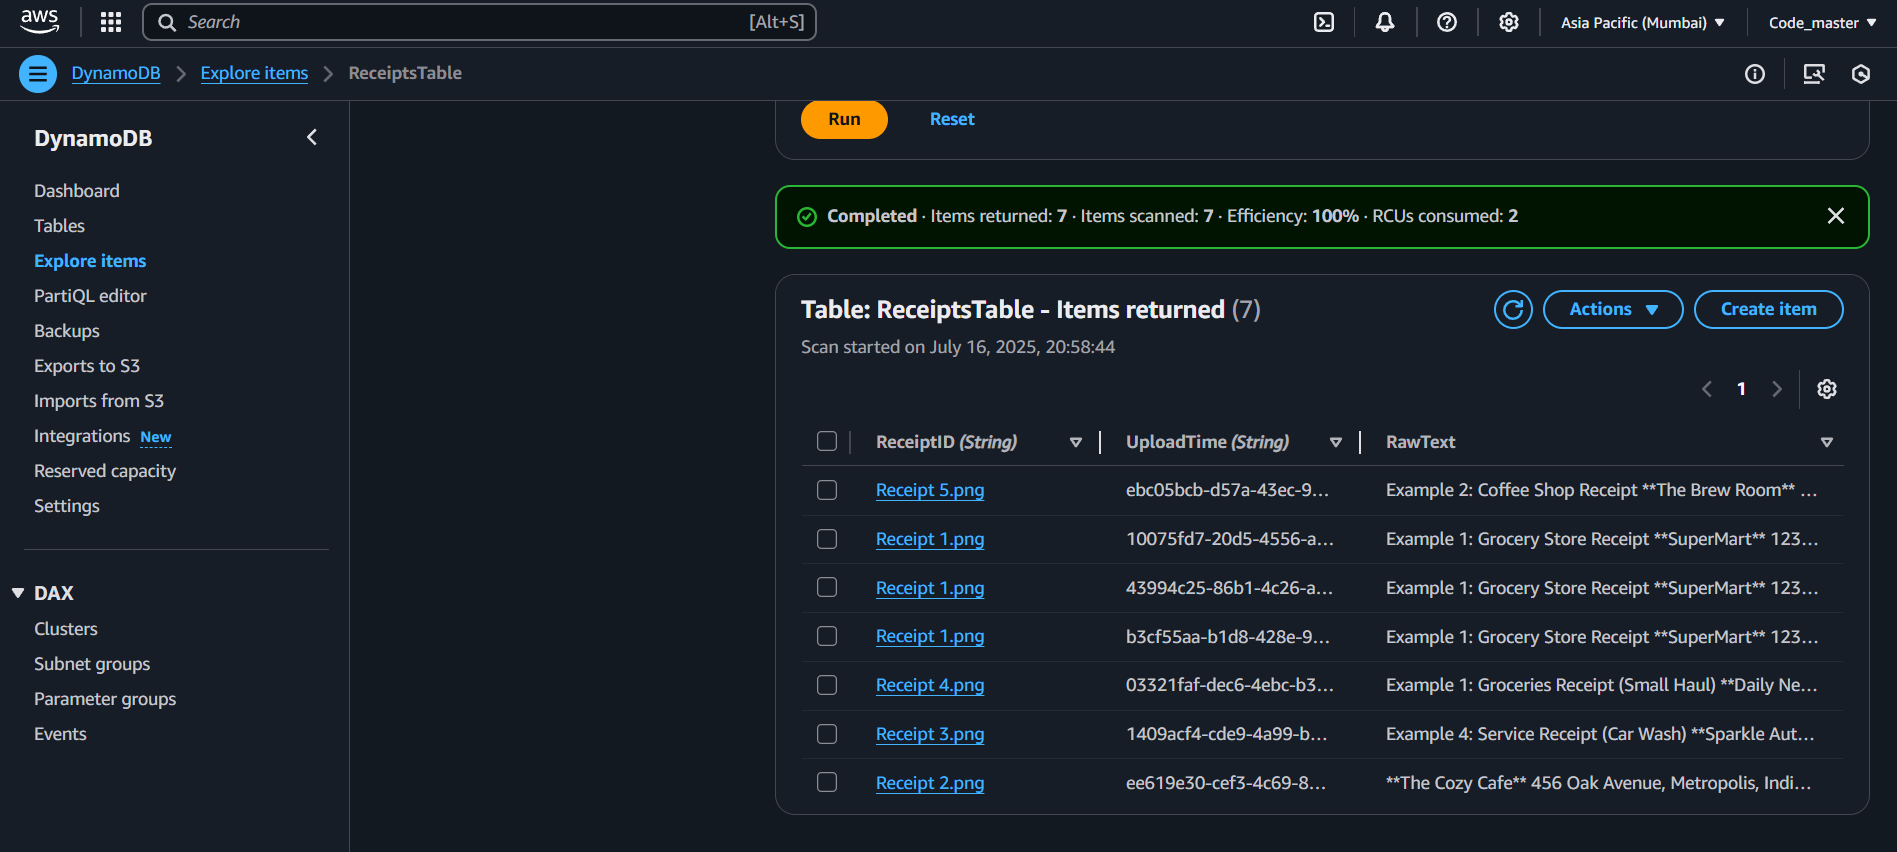 aws
Search [Alt+S]
Asia Pacific (Mumbai)
Code_master
DynamoDB
Explore items
ReceiptsTable
DynamoDB
Dashboard
Tables
Explore items
PartiQL editor
Backups
Exports to S3
Imports from S3
Integrations New
Reserved capacity
Settings
DAX
Clusters
Subnet groups
Parameter groups
Events
Run Reset
Completed · Items returned: 7 · Items scanned: 7 · Efficiency: 100% · RCUs consumed: 2
Table: ReceiptsTable - Items returned (7)
Actions
Create item
Scan started on July 16, 2025, 20:58:44
1
ReceiptID (String) UploadTime (String) RawText
Receipt 5.png ebc05bcb-d57a-43ec-9... Example 2: Coffee Shop Receipt **The Brew Room** ...
Receipt 1.png 10075fd7-20d5-4556-a... Example 1: Grocery Store Receipt **SuperMart** 123...
Receipt 1.png 43994c25-86b1-4c26-a... Example 1: Grocery Store Receipt **SuperMart** 123...
Receipt 1.png b3cf55aa-b1d8-428e-9... Example 1: Grocery Store Receipt **SuperMart** 123...
Receipt 4.png 03321faf-dec6-4ebc-b3... Example 1: Groceries Receipt (Small Haul) **Daily Ne...
Receipt 3.png 1409acf4-cde9-4a99-b... Example 4: Service Receipt (Car Wash) **Sparkle Aut...
Receipt 2.png ee619e30-cef3-4c69-8... **The Cozy Cafe** 456 Oak Avenue, Metropolis, Indi...